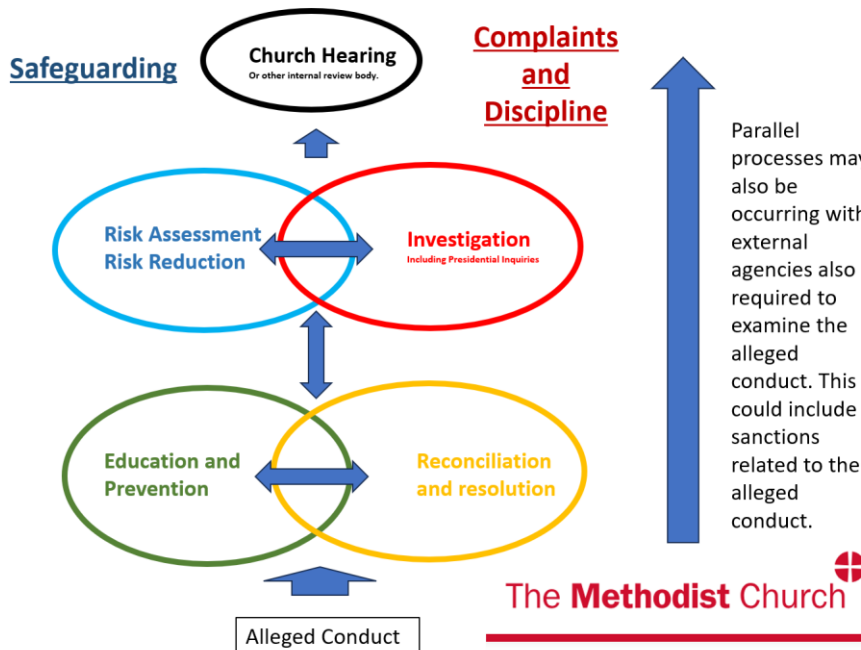 Safeguarding
Church Hearing
Or other internal review body.
Complaints
and
Discipline
Risk Assessment
Risk Reduction
Investigation
Including Presidential Inquiries
Education and
Prevention
Reconciliation
and resolution
Alleged Conduct
Parallel
processes may
also be
occurring with
external
agencies also
required to
examine the
alleged
conduct. This
could include
sanctions
related to the
alleged
conduct.
The Methodist Church